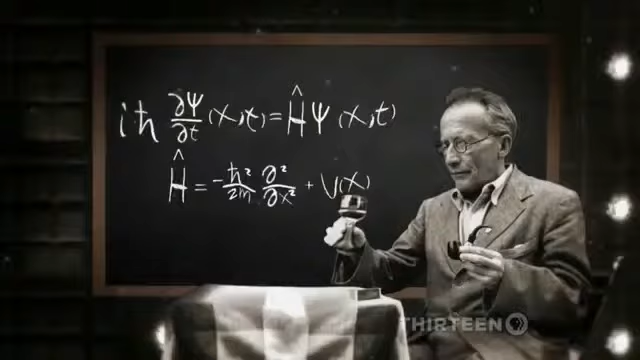 iħ ∂Ψ/∂t (x,t) = Ĥ Ψ (x,t)
Ĥ = -ħ²/2m ∂²/∂x² + V(x)
THIRTEEN